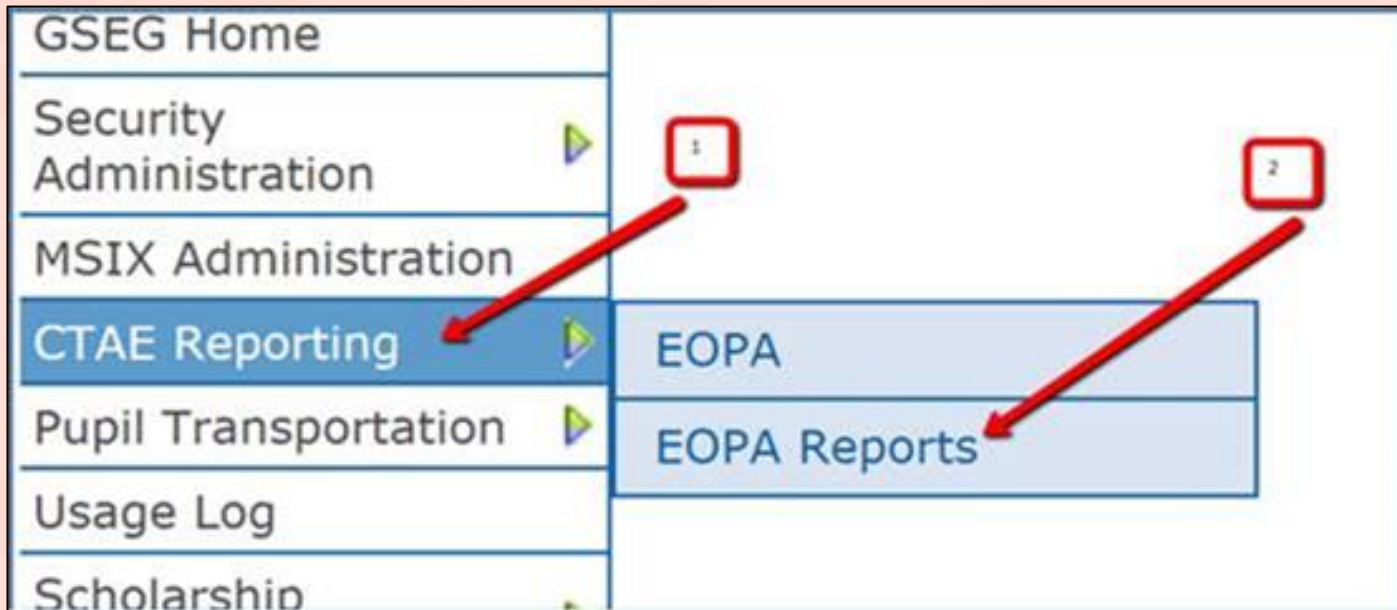 GSEG Home
Security
Administration
1
2
MSIX Administration
CTAE Reporting
EOPA
Pupil Transportation
EOPA Reports
Usage Log
Scholarship